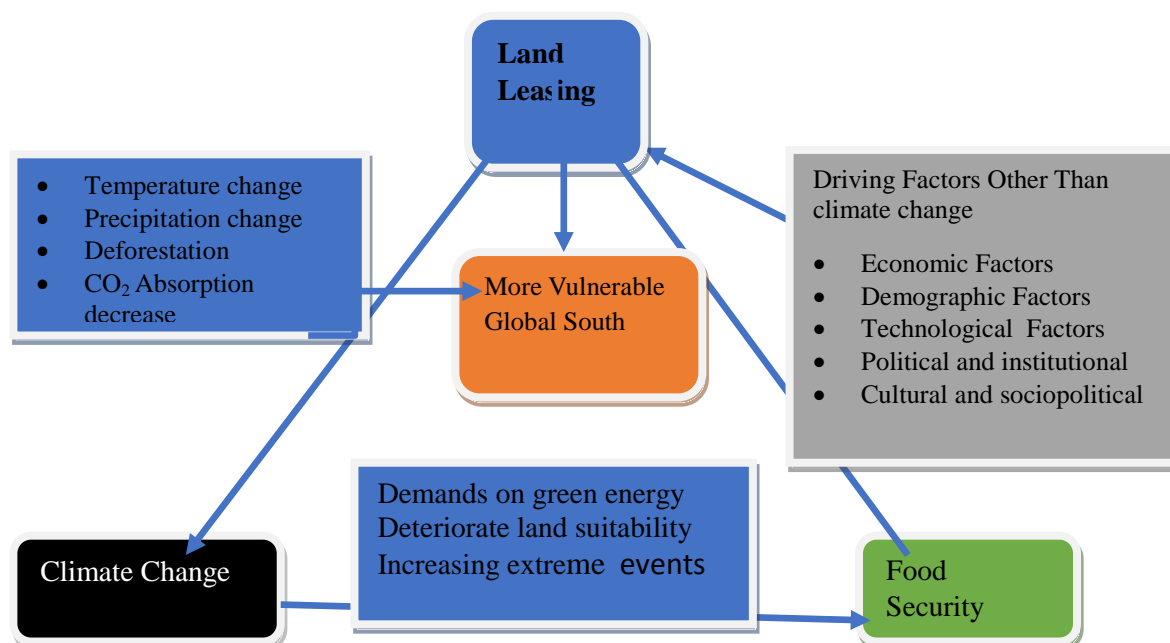 Land
Leasing
• Temperature change
• Precipitation change
• Deforestation
• CO₂ Absorption
decrease
Driving Factors Other Than
climate change
• Economic Factors
• Demographic Factors
• Technological Factors
• Political and institutional
• Cultural and sociopolitical
More Vulnerable
Global South
Demands on green energy
Deteriorate land suitability
Increasing extreme events
Climate Change
Food
Security